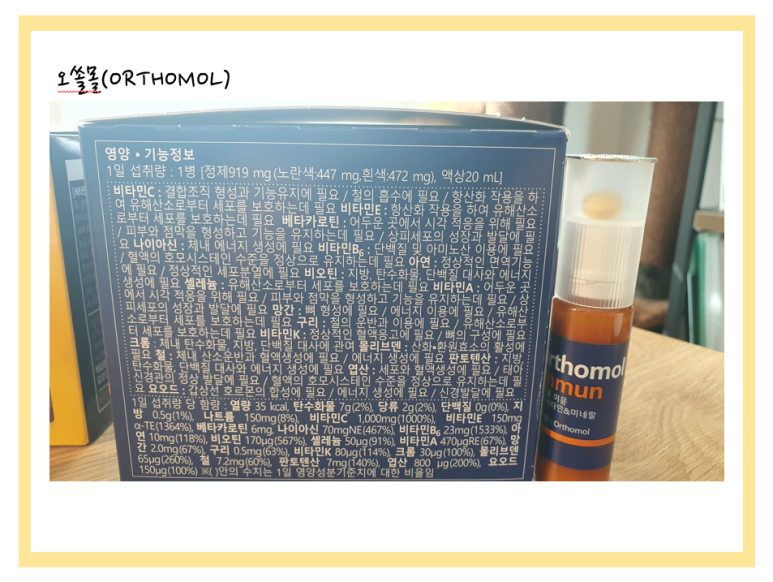 오쏠몰(ORTHOMOL)
영양 • 기능정보
1일 섭취량 : 1병 [정제919 mg (노란색:447 mg,흰색:472 mg), 액상20 mL]
비타민C : 결합조직 형성과 기능유지에 필요 / 철의 흡수에 필요 / 항산화 작용을 하
여 유해산소로부터 세포를 보호하는데 필요 비타민E : 항산화 작용을 하여 유해산소
로부터 세포를 보호하는데 필요 베타카로틴 : 어두운 곳에서 시각 적응을 위해 필요
/ 피부와 점막을 형성하고 기능을 유지하는데 필요 / 상피세포의 성장과 발달에 필
요 나이아신 : 체내 에너지 생성에 필요 비타민B₆ : 단백질 및 아미노산 이용에 필요
/ 혈액의 호모시스테인 수준을 정상으로 유지하는데 필요 아연 : 정상적인 면역기능
에 필요 / 정상적인 세포분열에 필요 비오틴 : 지방, 탄수화물, 단백질 대사와 에너지
생성에 필요 셀레늄 : 유해산소로부터 세포를 보호하는데 필요 비타민A : 어두운 곳
에서 시각 적응을 위해 필요 / 피부와 점막을 형성하고 기능을 유지하는데 필요 / 상
피세포의 성장과 발달에 필요 망간 : 뼈 형성에 필요 / 에너지 이용에 필요 / 유해산
소로부터 세포를 보호하는데 필요 구리 : 철의 운반과 이용에 필요 / 유해산소로부
터 세포를 보호하는데 필요 비타민K : 정상적인 혈액응고에 필요 / 뼈의 구성에 필요
크롬 : 체내 탄수화물, 지방, 단백질 대사에 관여 몰리브덴 : 산화•환원효소의 활성에
필요 철 : 체내 산소운반과 혈액생성에 필요 / 에너지 생성에 필요 판토텐산 : 지방,
탄수화물, 단백질 대사와 에너지 생성에 필요 엽산 : 세포와 혈액생성에 필요 / 태아
신경관의 정상 발달에 필요 / 혈액의 호모시스테인 수준을 정상으로 유지하는데 필
요 요오드 : 갑상선 호르몬의 합성에 필요 / 에너지 생성에 필요 / 신경발달에 필요
1일 섭취량 당 함량 : 열량 35 kcal, 탄수화물 7g(2%), 당류 2g(2%), 단백질 0g(0%), 지
방 0.5g(1%), 나트륨 150mg(8%), 비타민C 1,000mg(1000%), 비타민E 150mg
α-TE(1364%), 베타카로틴 6mg, 나이아신 70mgNE(467%), 비타민B₆ 23mg(1533%), 아
연 10mg(118%), 비오틴 170μg(567%), 셀레늄 50μg(91%), 비타민A 470μgRE(67%), 망
간 2.0mg(67%), 구리 0.5mg(63%), 비타민K 80μg(114%), 크롬 30μg(100%), 몰리브덴
65μg(260%), 철 7.2mg(60%), 판토텐산 7mg(140%), 엽산 800 μg(200%), 요오드
150μg(100%) ※( )안의 수치는 1일 영양성분기준치에 대한 비율임
rthomol
mun
이뮨
타민&미네랄
Orthomol